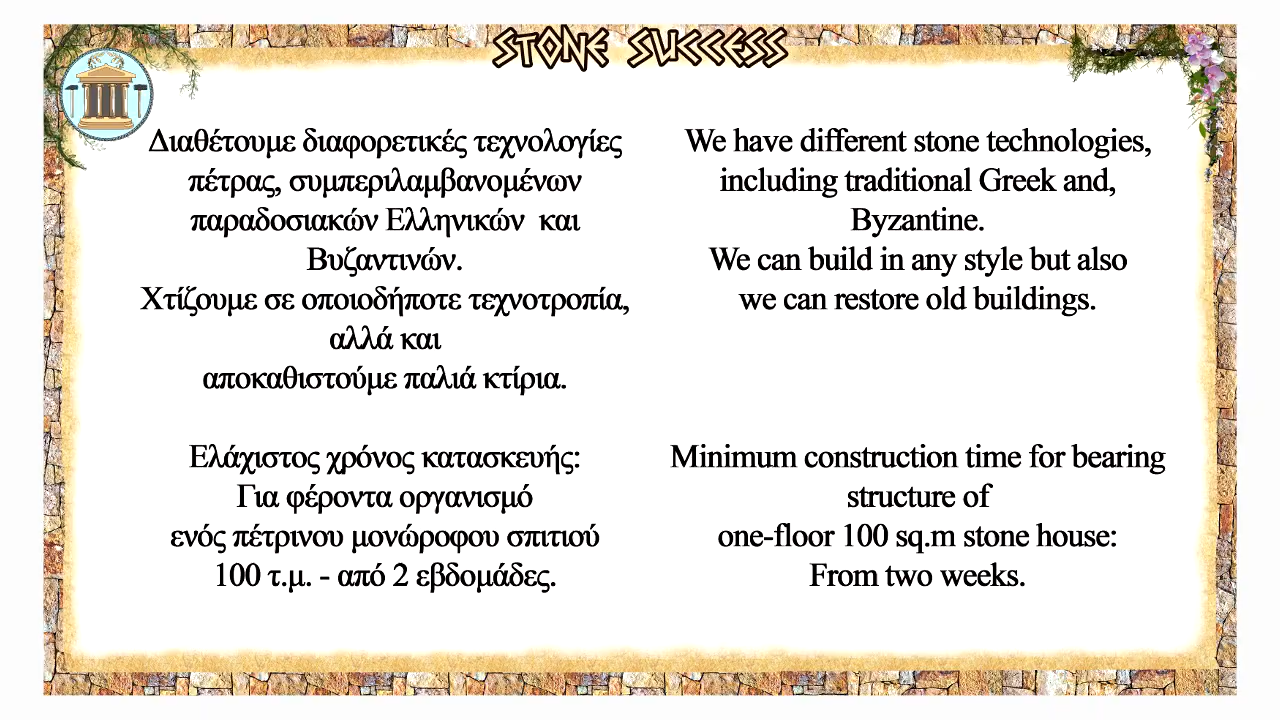 STONE SUCCESS
Διαθέτουμε διαφορετικές τεχνολογίες
πέτρας, συμπεριλαμβανομένων
παραδοσιακών Ελληνικών και
Βυζαντινών.
Χτίζουμε σε οποιοδήποτε τεχνοτροπία,
αλλά και
αποκαθιστούμε παλιά κτίρια.
Ελάχιστος χρόνος κατασκευής:
Για φέροντα οργανισμό
ενός πέτρινου μονώροφου σπιτιού
100 τ.μ. - από 2 εβδομάδες.
We have different stone technologies,
including traditional Greek and,
Byzantine.
We can build in any style but also
we can restore old buildings.
Minimum construction time for bearing
structure of
one-floor 100 sq.m stone house:
From two weeks.